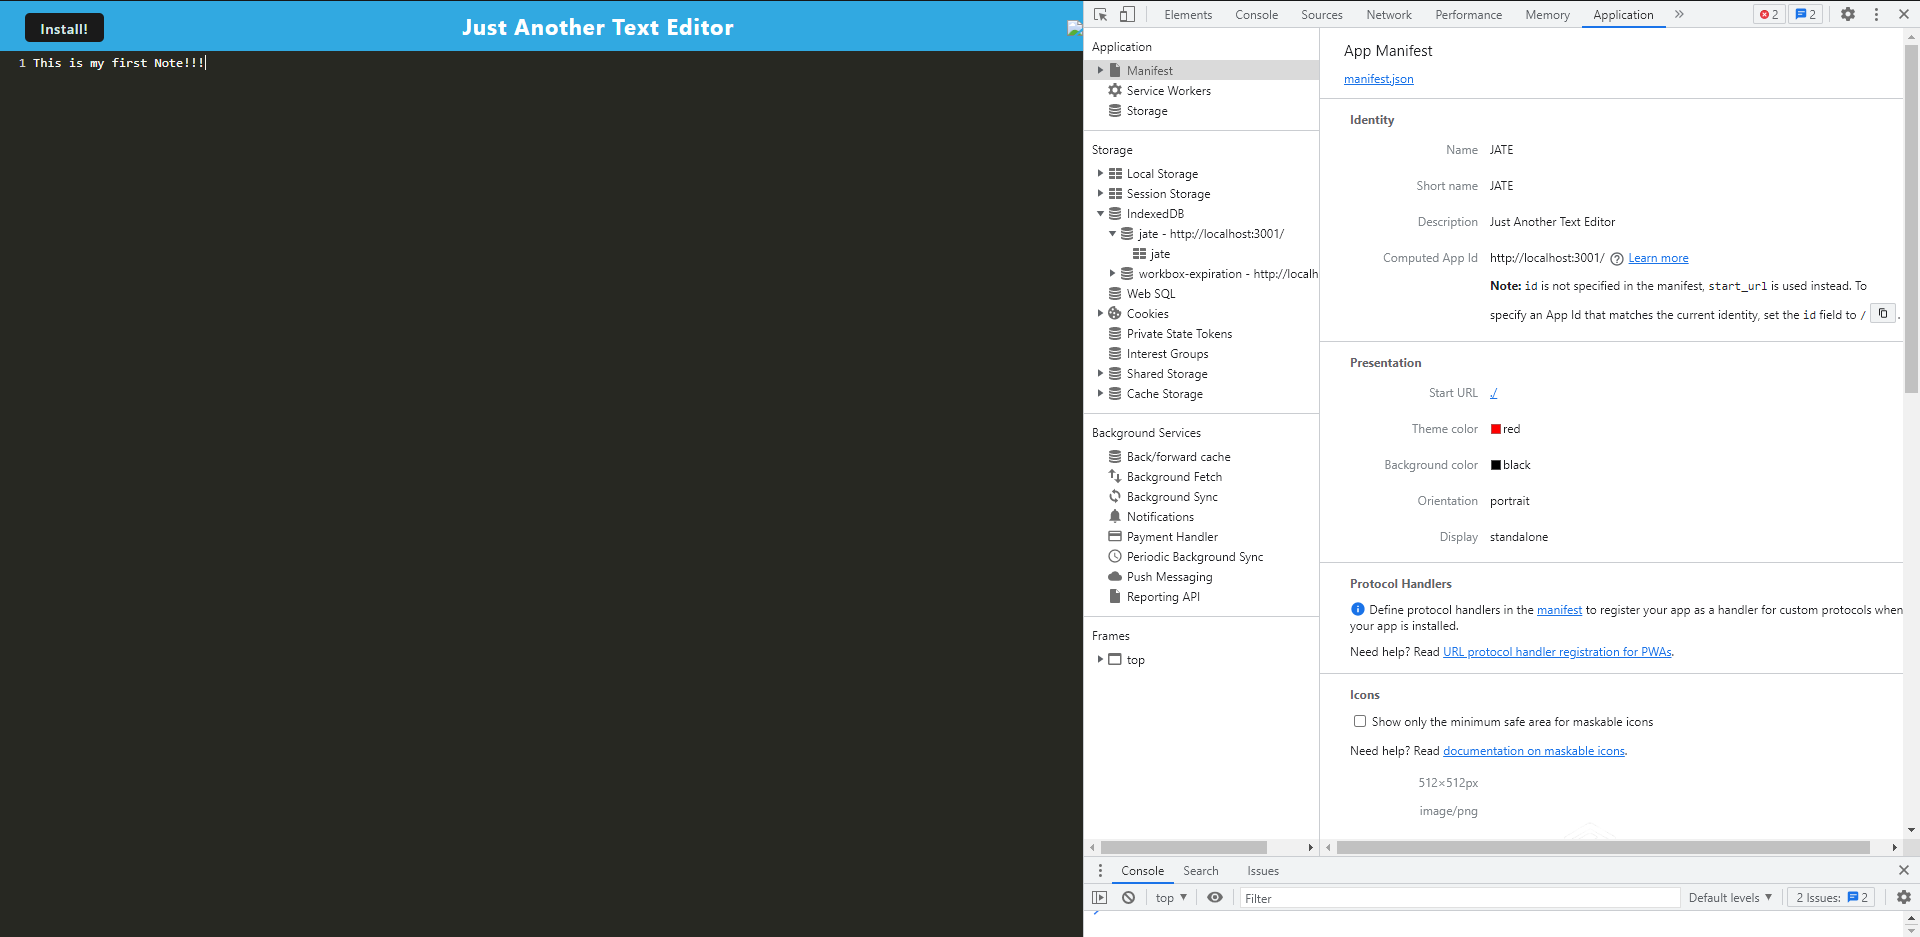 Install!
Just Another Text Editor
1 This is my first Note!!!
Elements Console Sources Network Performance Memory Application » 2 2
Application
Manifest
Service Workers
Storage
Storage
Local Storage
Session Storage
IndexedDB
jate - http://localhost:3001/
jate
workbox-expiration - http://localh
Web SQL
Cookies
Private State Tokens
Interest Groups
Shared Storage
Cache Storage
Background Services
Back/forward cache
Background Fetch
Background Sync
Notifications
Payment Handler
Periodic Background Sync
Push Messaging
Reporting API
Frames
top
App Manifest
manifest.json
Identity
Name JATE
Short name JATE
Description Just Another Text Editor
Computed App Id http://localhost:3001/ Learn more
Note: id is not specified in the manifest, start_url is used instead. To
specify an App Id that matches the current identity, set the id field to / .
Presentation
Start URL ./
Theme color red
Background color black
Orientation portrait
Display standalone
Protocol Handlers
Define protocol handlers in the manifest to register your app as a handler for custom protocols when
your app is installed.
Need help? Read URL protocol handler registration for PWAs.
Icons
Show only the minimum safe area for maskable icons
Need help? Read documentation on maskable icons.
512×512px
image/png
Console Search Issues
top Filter Default levels 2 Issues: 2